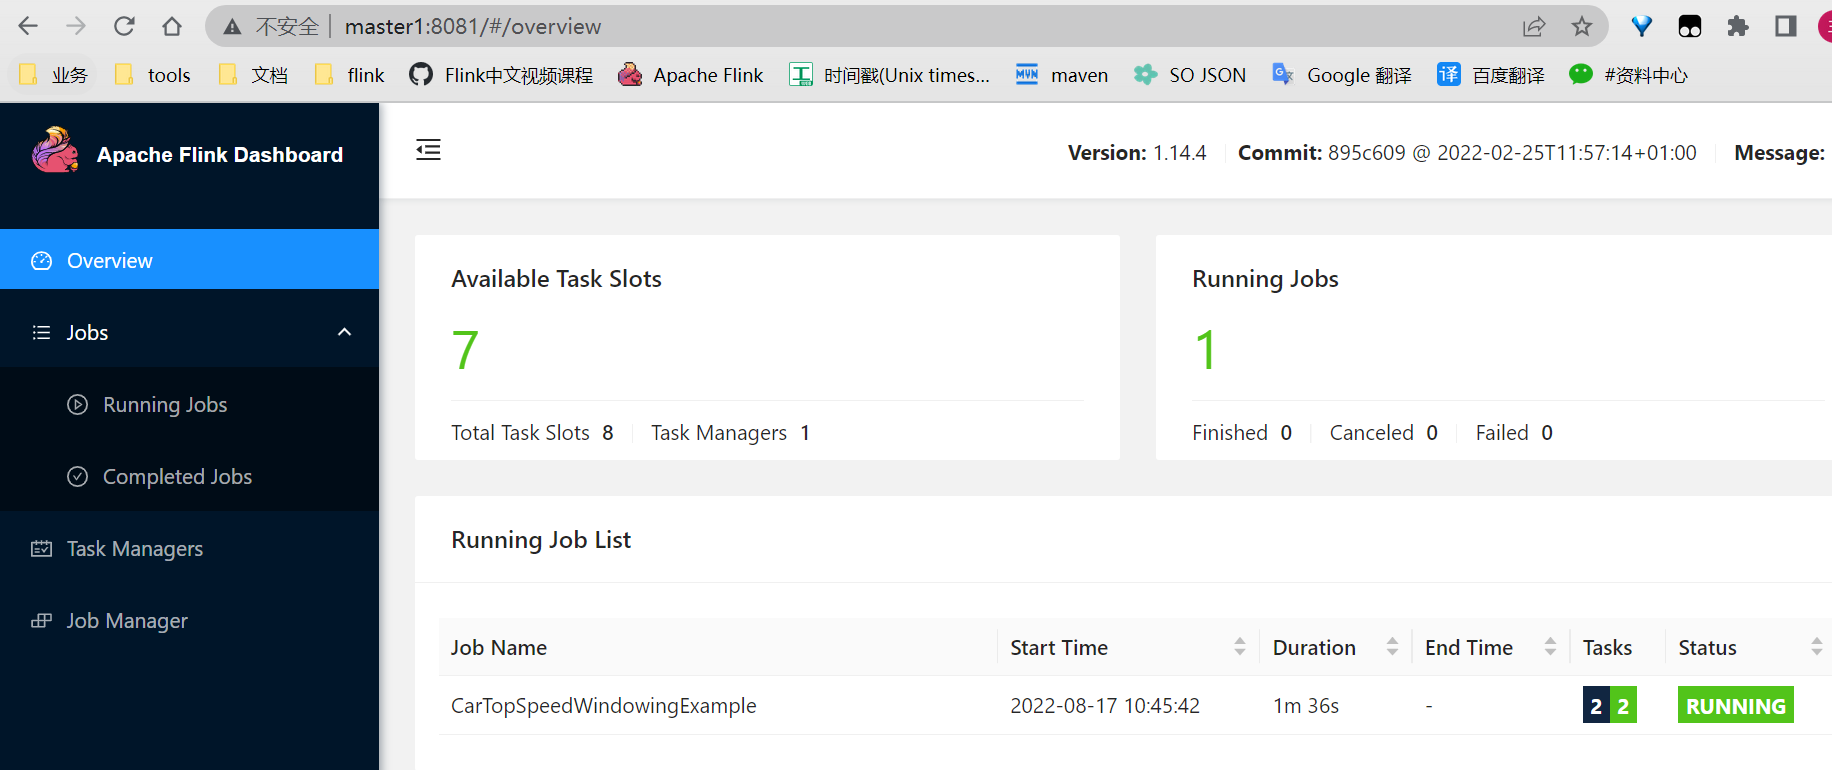 不安全 master1:8081/#/overview
业务 tools 文档 flink Flink中文视频课程 Apache Flink 时间戳(Unix times... maven SO JSON Google 翻译 百度翻译 #资料中心
Apache Flink Dashboard
Version: 1.14.4 Commit: 895c609 @ 2022-02-25T11:57:14+01:00 Message:
Overview
Jobs
Running Jobs
Completed Jobs
Task Managers
Job Manager
Available Task Slots
7
Total Task Slots 8 Task Managers 1
Running Jobs
1
Finished 0 Canceled 0 Failed 0
Running Job List
Job Name Start Time Duration End Time Tasks Status
CarTopSpeedWindowingExample 2022-08-17 10:45:42 1m 36s - 2 2 RUNNING